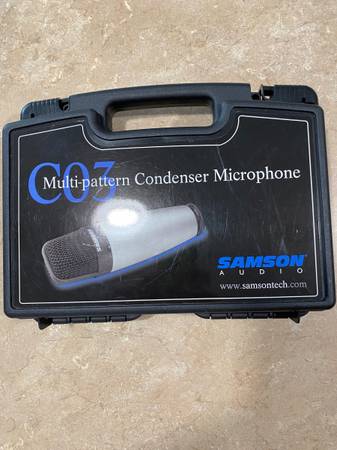 C03
Multi-pattern Condenser Microphone
SAMSON
AUDIO
www.samsontech.com